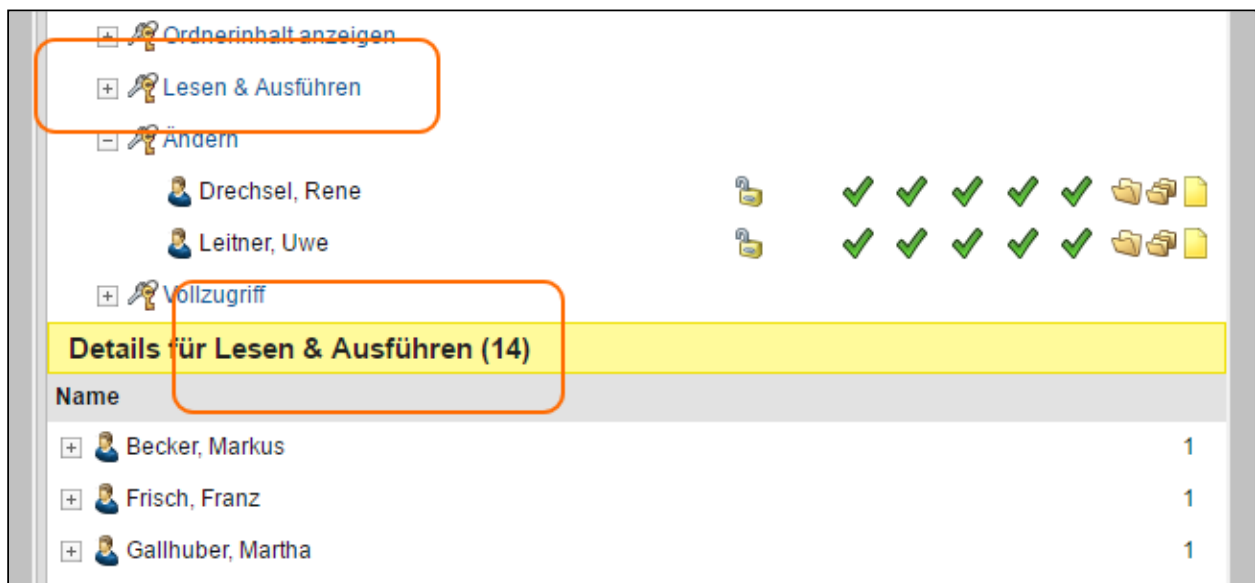 Ordnerinhalt anzeigen
Lesen & Ausführen
Ändern
Drechsel, Rene
Leitner, Uwe
Vollzugriff
Details für Lesen & Ausführen (14)
Name
Becker, Markus 1
Frisch, Franz 1
Gallhuber, Martha 1